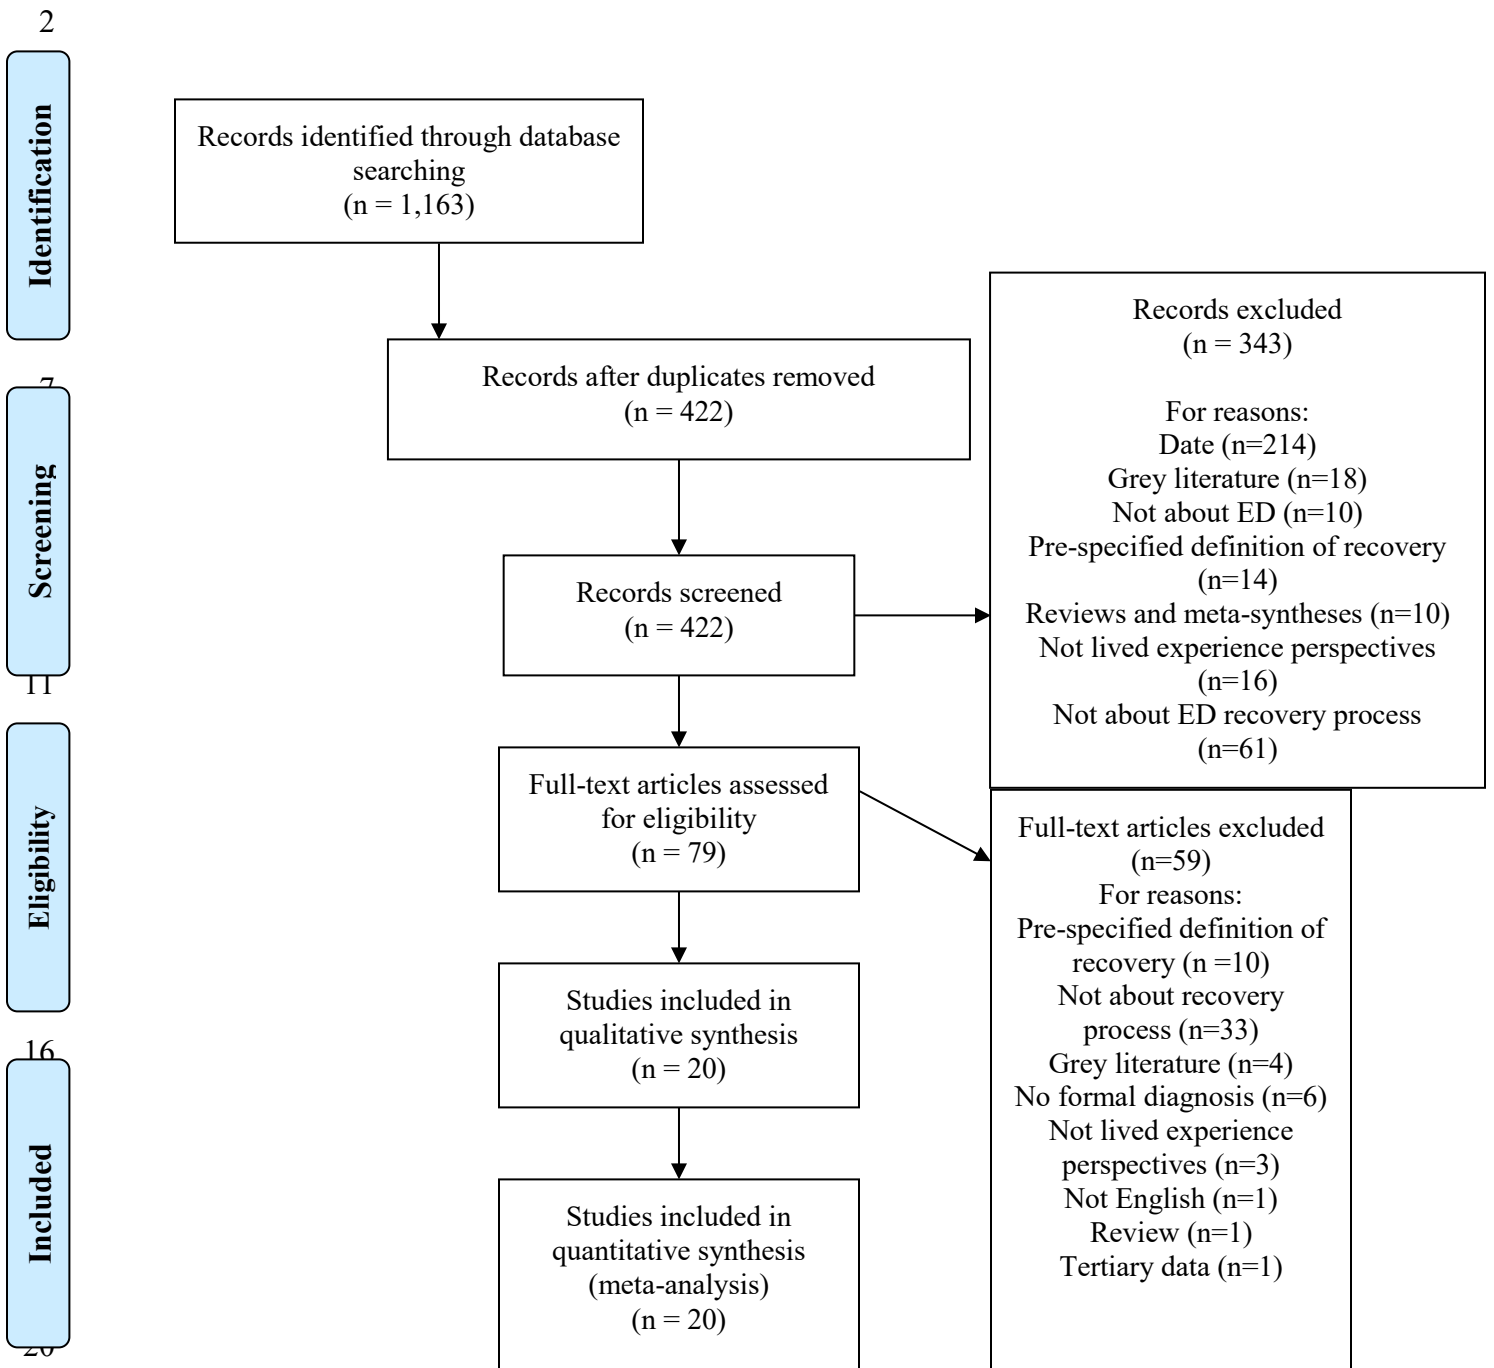 2
Identification
Records identified through database
searching
(n = 1,163)
Records excluded
(n = 343)
For reasons:
Date (n=214)
Grey literature (n=18)
Not about ED (n=10)
Pre-specified definition of recovery
(n=14)
Reviews and meta-syntheses (n=10)
Not lived experience perspectives
(n=16)
Not about ED recovery process
(n=61)
Records after duplicates removed
(n = 422)
7
Screening
Records screened
(n = 422)
11
Eligibility
Full-text articles assessed
for eligibility
(n = 79)
Full-text articles excluded
(n=59)
For reasons:
Pre-specified definition of
recovery (n =10)
Not about recovery
process (n=33)
Grey literature (n=4)
No formal diagnosis (n=6)
Not lived experience
perspectives (n=3)
Not English (n=1)
Review (n=1)
Tertiary data (n=1)
Studies included in
qualitative synthesis
(n = 20)
16
Included
Studies included in
quantitative synthesis
(meta-analysis)
(n = 20)